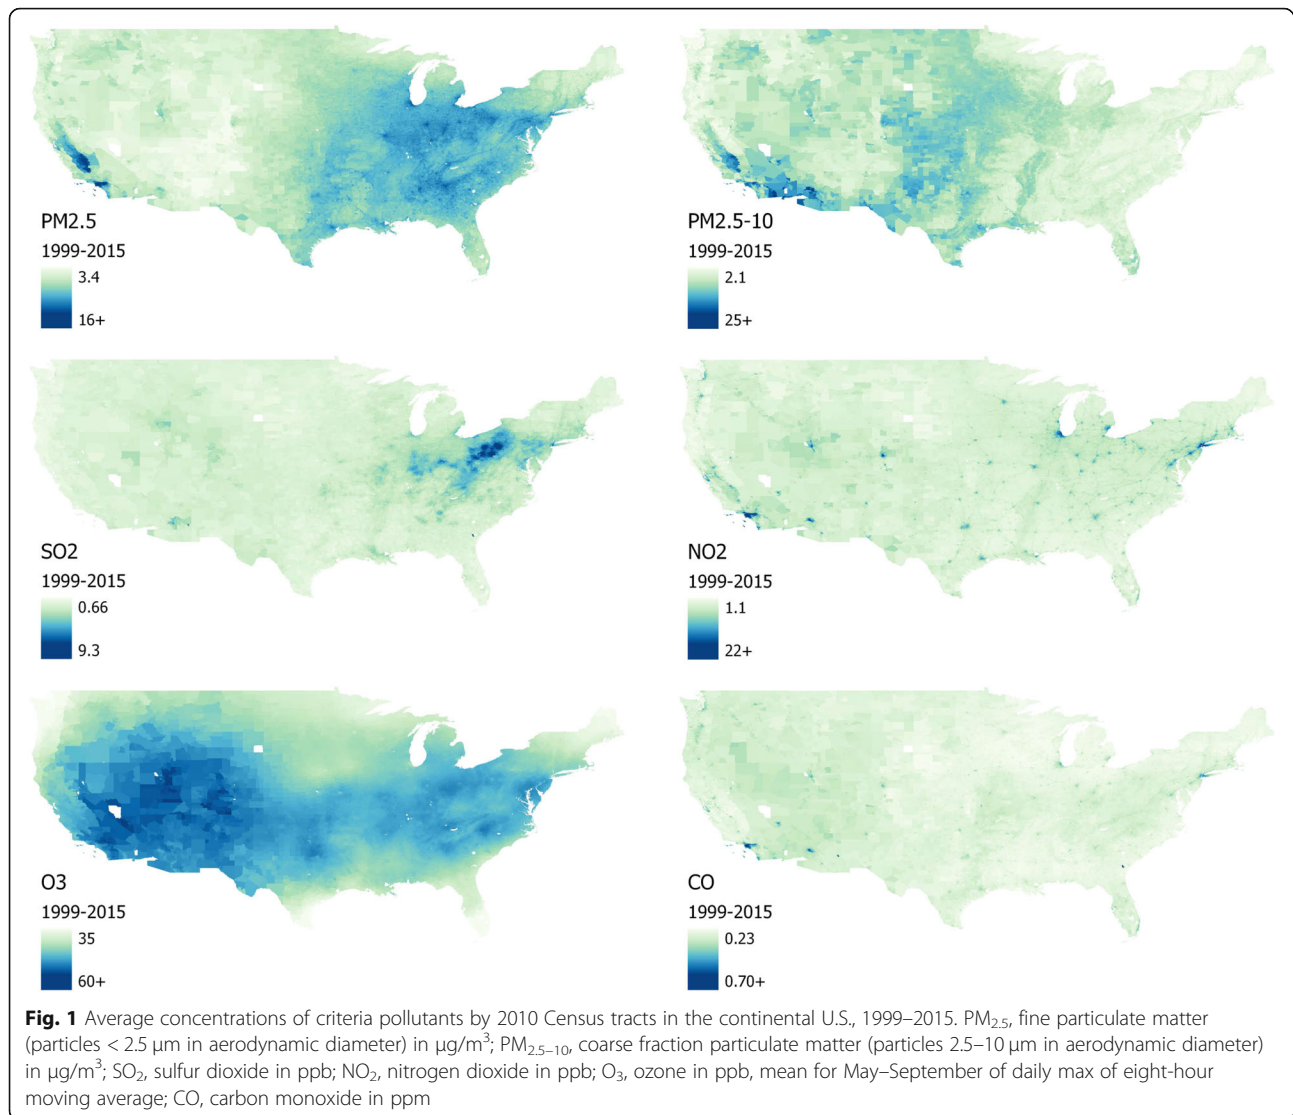 PM2.5
1999-2015
3.4
16+
PM2.5-10
1999-2015
2.1
25+
SO2
1999-2015
0.66
9.3
NO2
1999-2015
1.1
22+
O3
1999-2015
35
60+
CO
1999-2015
0.23
0.70+
Fig. 1 Average concentrations of criteria pollutants by 2010 Census tracts in the continental U.S., 1999–2015. PM2.5, fine particulate matter
(particles < 2.5 μm in aerodynamic diameter) in μg/m³; PM2.5–10, coarse fraction particulate matter (particles 2.5–10 μm in aerodynamic diameter)
in μg/m³; SO2, sulfur dioxide in ppb; NO2, nitrogen dioxide in ppb; O3, ozone in ppb, mean for May–September of daily max of eight-hour
moving average; CO, carbon monoxide in ppm